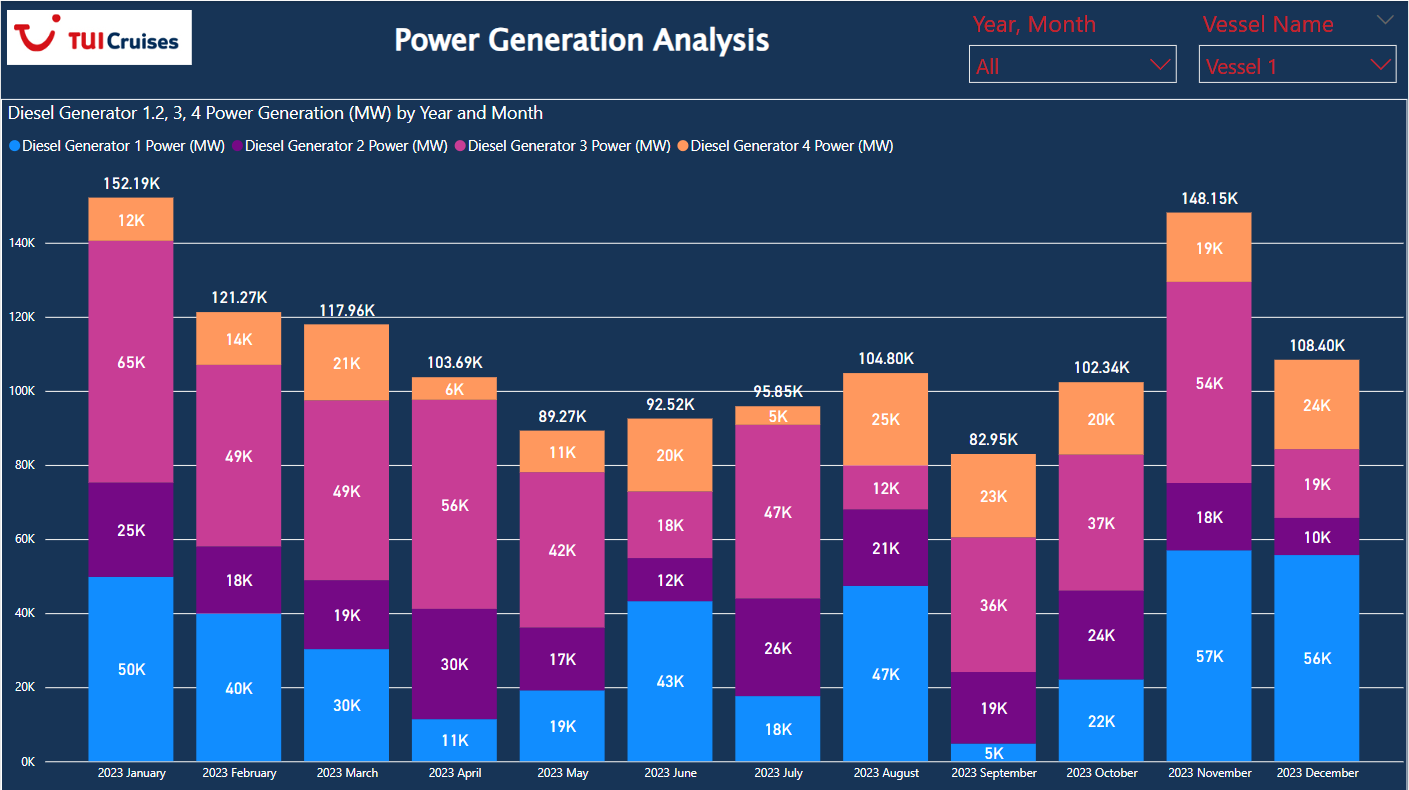 TUI Cruises
Power Generation Analysis
Year, Month
All
Vessel Name
Vessel 1
Diesel Generator 1.2, 3, 4 Power Generation (MW) by Year and Month
Diesel Generator 1 Power (MW) Diesel Generator 2 Power (MW) Diesel Generator 3 Power (MW) Diesel Generator 4 Power (MW)
140K
120K
100K
80K
60K
40K
20K
0K
152.19K
12K
65K
25K
50K
2023 January
121.27K
14K
49K
18K
40K
2023 February
117.96K
21K
49K
19K
30K
2023 March
103.69K
6K
56K
30K
11K
2023 April
89.27K
11K
42K
17K
19K
2023 May
92.52K
20K
18K
12K
43K
2023 June
95.85K
5K
47K
26K
18K
2023 July
104.80K
25K
12K
21K
47K
2023 August
82.95K
23K
36K
19K
5K
2023 September
102.34K
20K
37K
24K
22K
2023 October
148.15K
19K
54K
18K
57K
2023 November
108.40K
24K
19K
10K
56K
2023 December